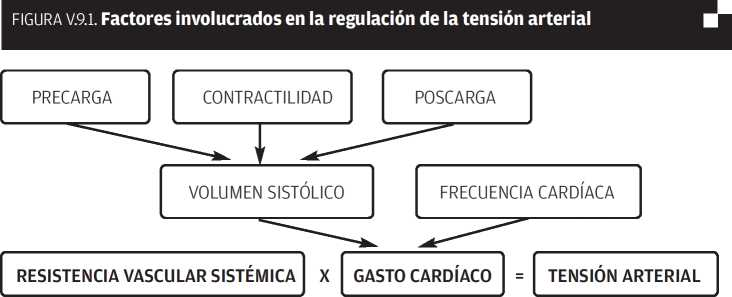 FIGURA V.9.1. Factores involucrados en la regulación de la tensión arterial
PRECARGA
CONTRACTILIDAD
POSCARGA
VOLUMEN SISTÓLICO
FRECUENCIA CARDÍACA
RESISTENCIA VASCULAR SISTÉMICA X GASTO CARDÍACO = TENSIÓN ARTERIAL